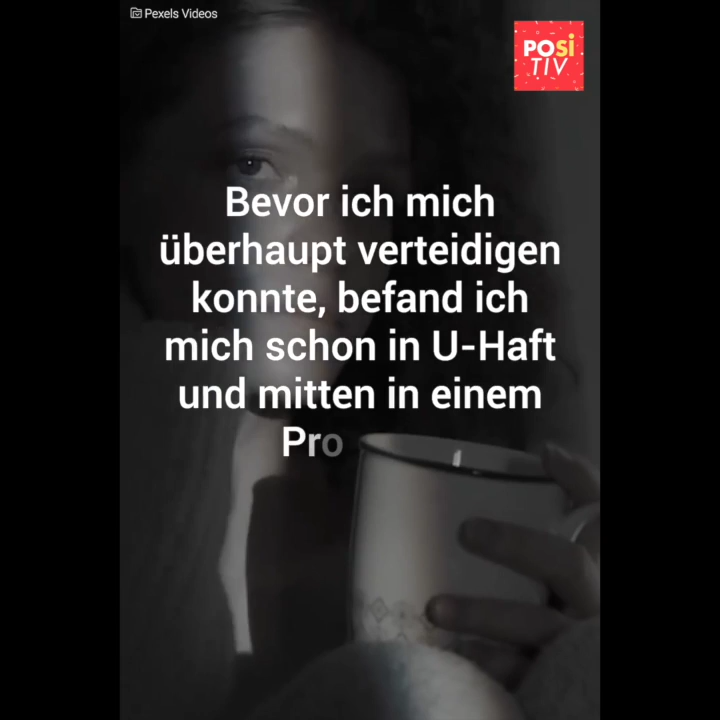 Pexels Videos
POSi
TIV
Bevor ich mich
überhaupt verteidigen
konnte, befand ich
mich schon in U-Haft
und mitten in einem
Pro